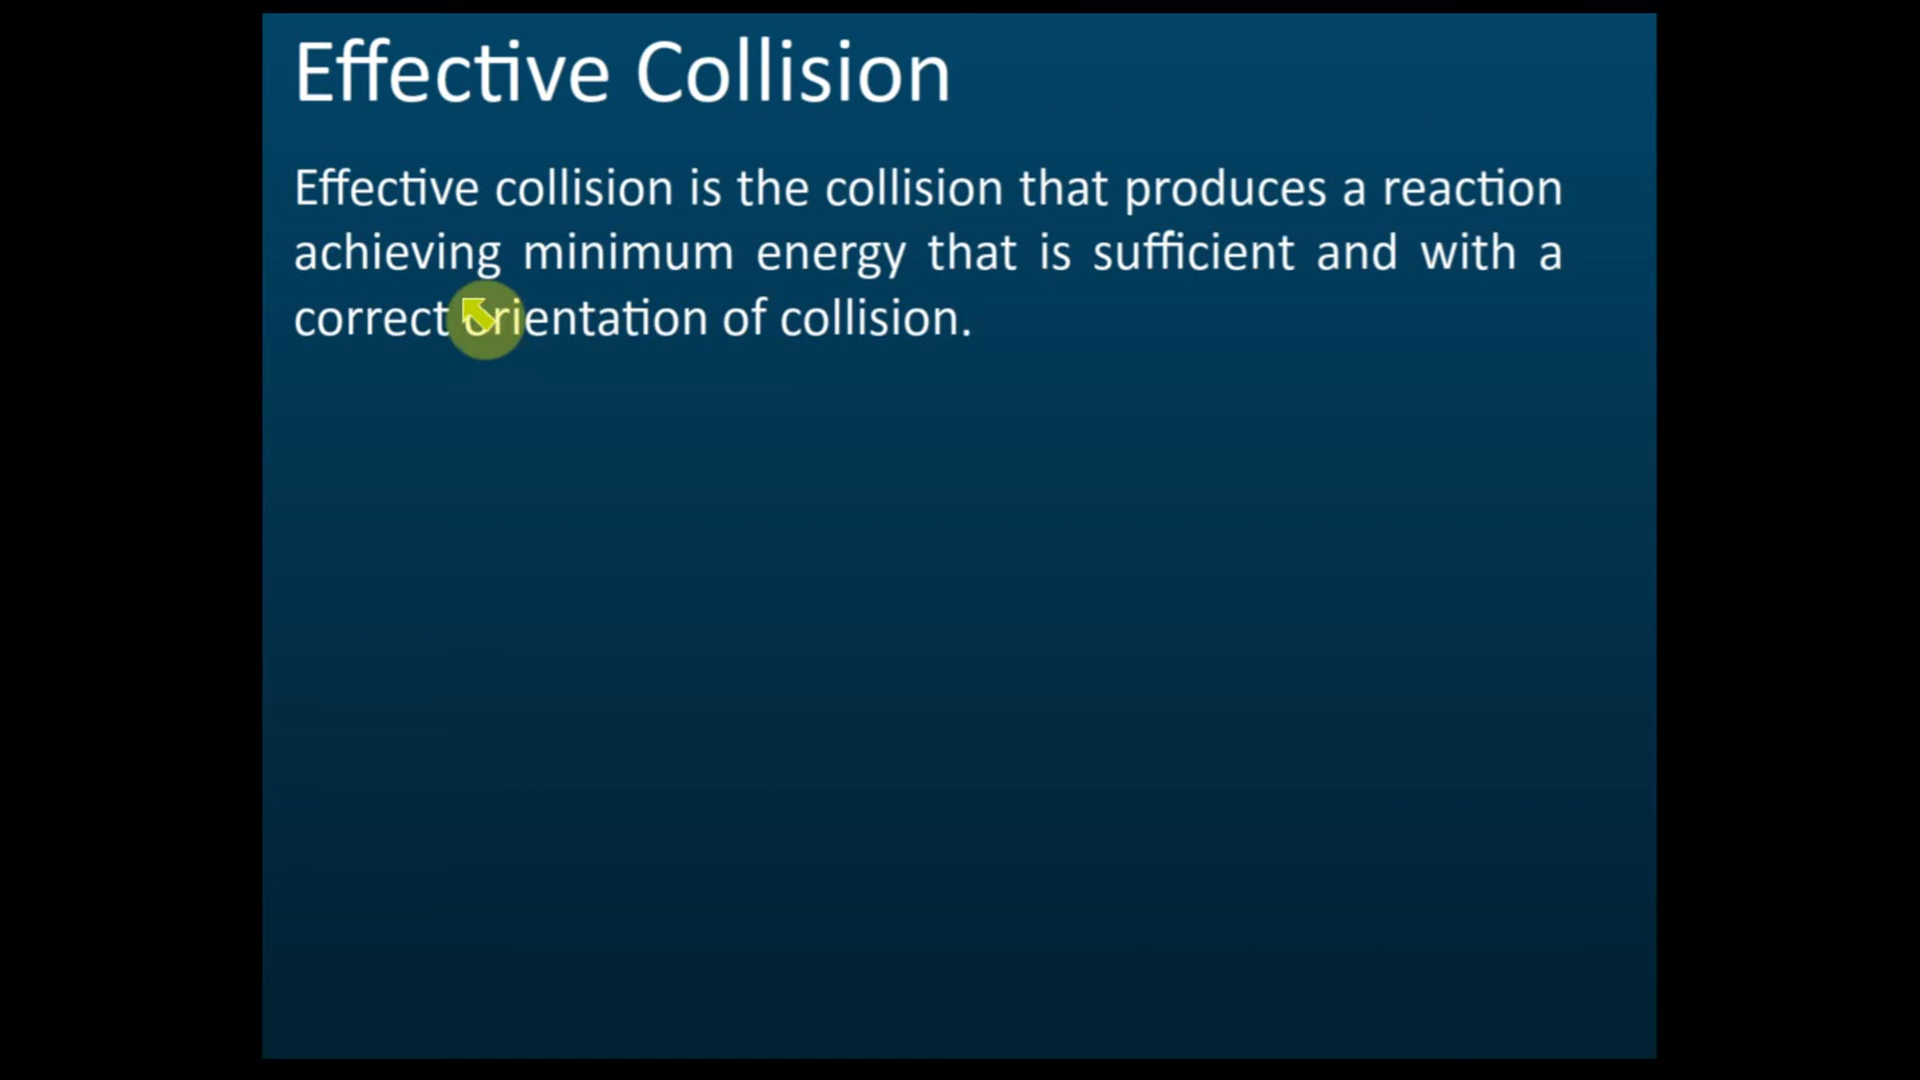 Effective Collision
Effective collision is the collision that produces a reaction
achieving minimum energy that is sufficient and with a
correct orientation of collision.